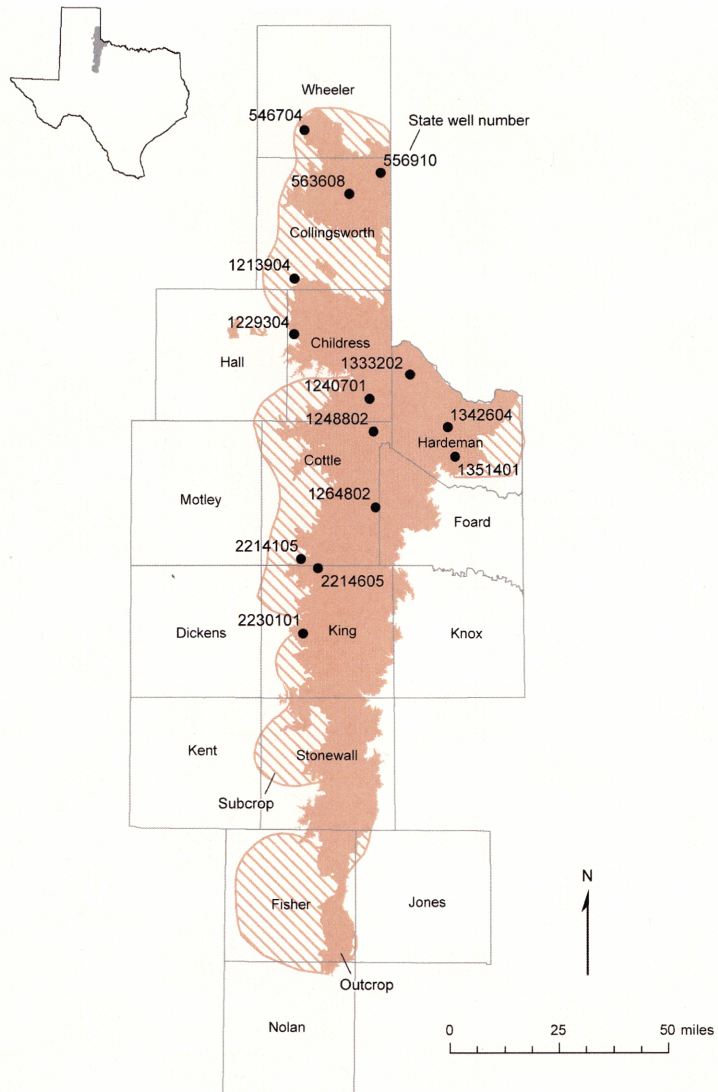 Wheeler
546704
State well number
556910
563608
Collingsworth
1213904
1229304
Childress
Hall
1333202
1240701
1248802
1342604
Hardeman
Cottle
1351401
1264802
Motley
Foard
2214105
2214605
2230101
Dickens
King
Knox
Kent
Stonewall
Subcrop
N
Fisher
Jones
Outcrop
Nolan
0 25 50 miles